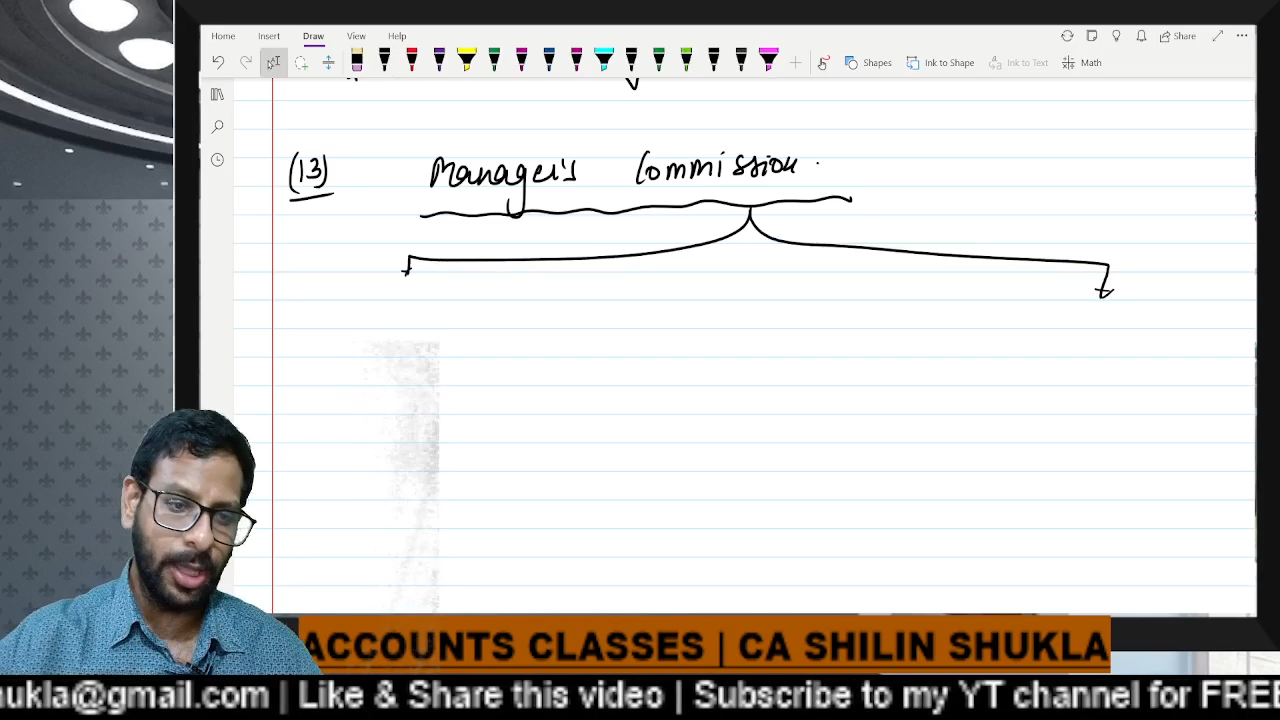 Home Insert Draw View Help Share
Shapes Ink to Shape Ink to Text Math
(13) Manager's Commission.
ACCOUNTS CLASSES | CA SHILIN SHUKLA
hukla@gmail.com | Like & Share this video | Subscribe to my YT channel for FREE